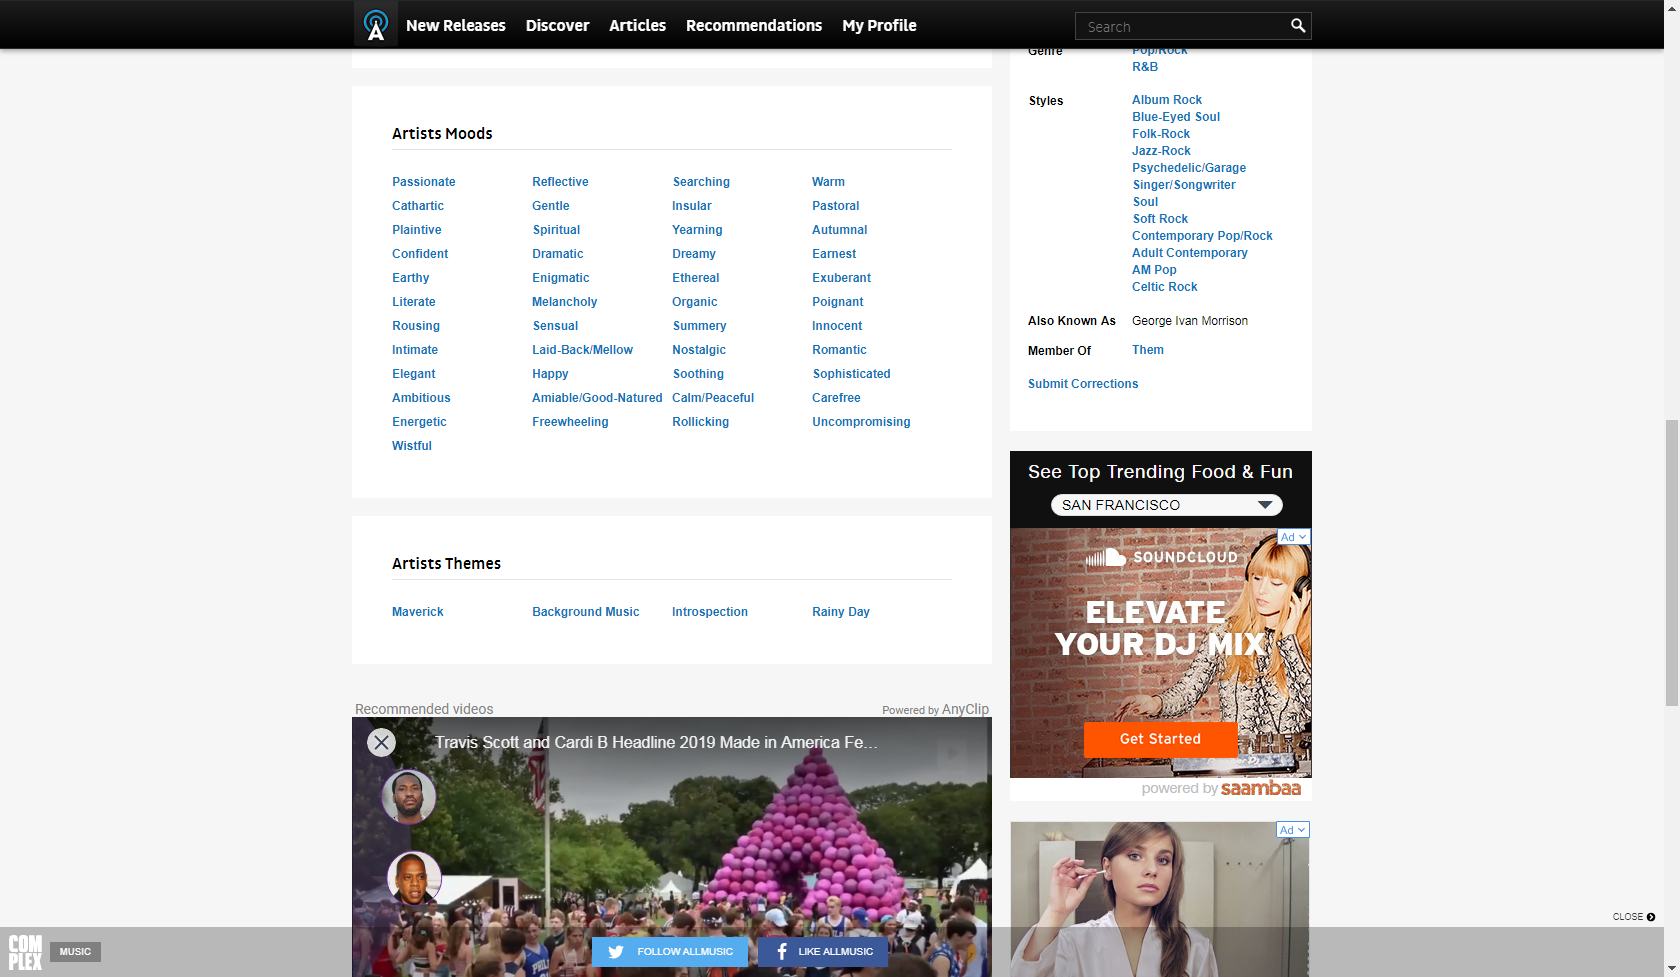 New Releases Discover Articles Recommendations My Profile Search
Genre Pop/Rock
R&B
Styles Album Rock
Blue-Eyed Soul
Folk-Rock
Jazz-Rock
Psychedelic/Garage
Singer/Songwriter
Soul
Soft Rock
Contemporary Pop/Rock
Adult Contemporary
AM Pop
Celtic Rock
Also Known As George Ivan Morrison
Member Of Them
Submit Corrections
Artists Moods
Passionate Reflective Searching Warm
Cathartic Gentle Insular Pastoral
Plaintive Spiritual Yearning Autumnal
Confident Dramatic Dreamy Earnest
Earthy Enigmatic Ethereal Exuberant
Literate Melancholy Organic Poignant
Rousing Sensual Summery Innocent
Intimate Laid-Back/Mellow Nostalgic Romantic
Elegant Happy Soothing Sophisticated
Ambitious Amiable/Good-Natured Calm/Peaceful Carefree
Energetic Freewheeling Rollicking Uncompromising
Wistful
Artists Themes
Maverick Background Music Introspection Rainy Day
See Top Trending Food & Fun
SAN FRANCISCO
Ad
SOUNDCLOUD
ELEVATE
YOUR DJ MIX
Get Started
powered by saambaa
Recommended videos Powered by AnyClip
Travis Scott and Cardi B Headline 2019 Made in America Fe...
Ad
CLOSE
COM
PLEX
MUSIC
FOLLOW ALLMUSIC LIKE ALLMUSIC